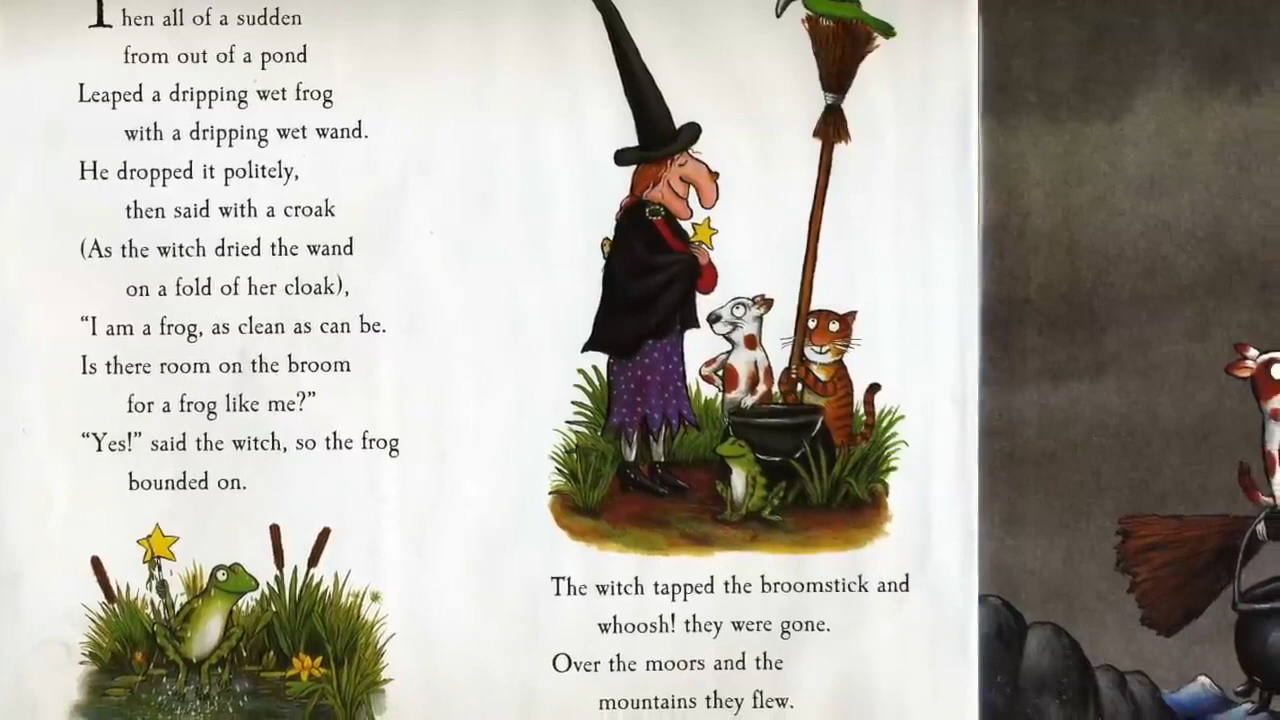 Then all of a sudden
from out of a pond
Leaped a dripping wet frog
with a dripping wet wand.
He dropped it politely,
then said with a croak
(As the witch dried the wand
on a fold of her cloak),
“I am a frog, as clean as can be.
Is there room on the broom
for a frog like me?”
“Yes!” said the witch, so the frog
bounded on.
The witch tapped the broomstick and
whoosh! they were gone.
Over the moors and the
mountains they flew.